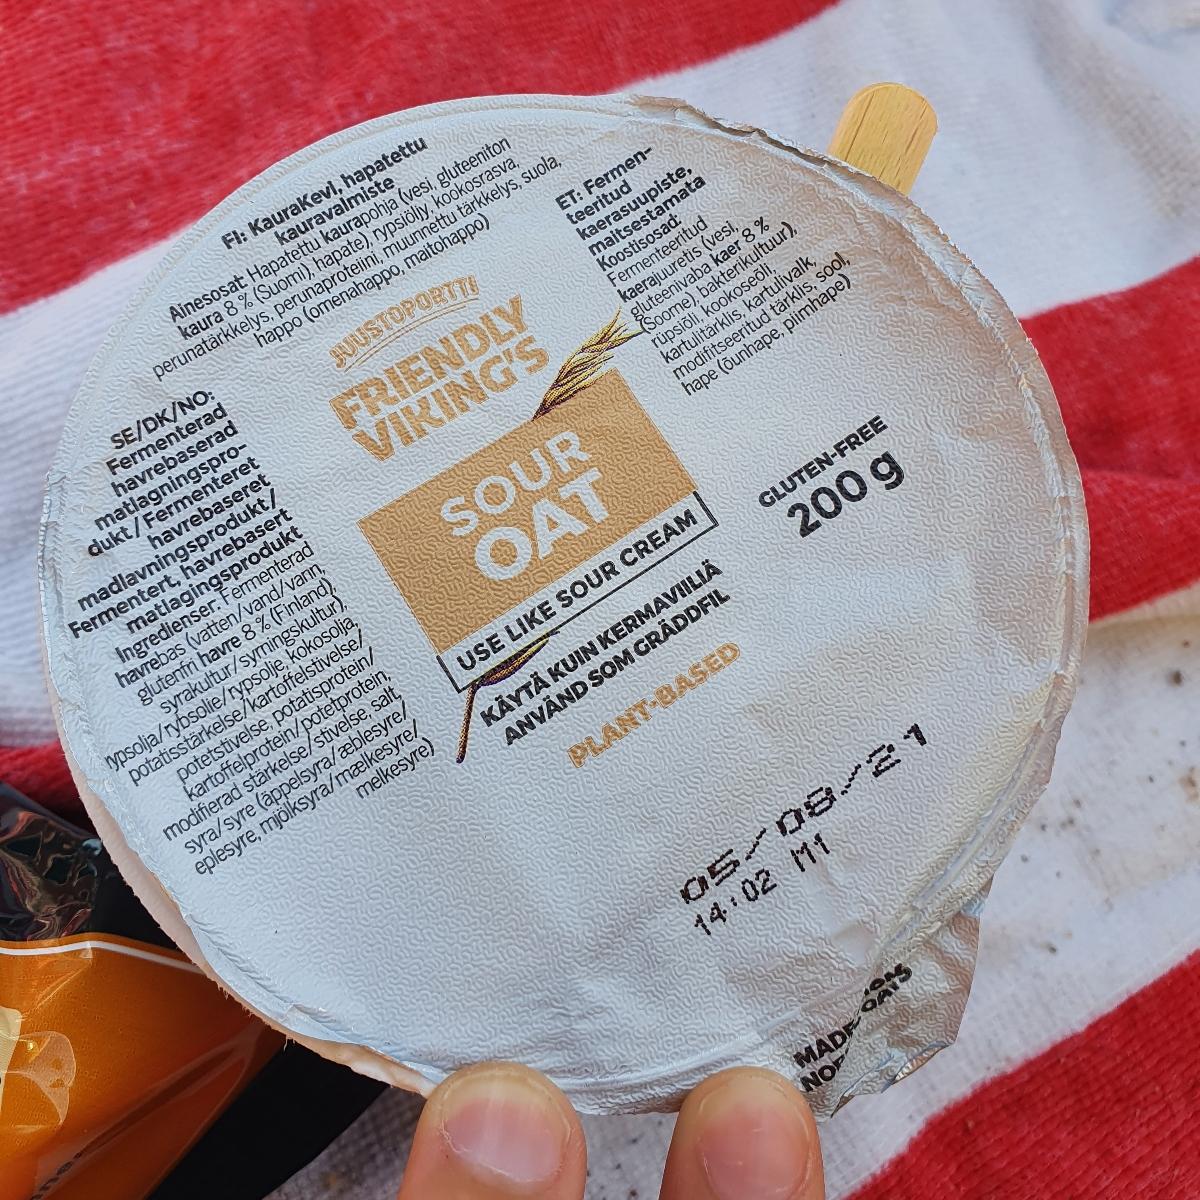 FI: KauraKevl, hapatettu
kauravalmiste
Ainesosat: Hapatettu kaurapohja (vesi, gluteeniton
kaura 8 % (Suomi), hapate), rypsiöljy, kookosrasva,
perunatärkkelys, perunaproteiini, muunnettu tärkkelys, suola,
happo (omenahappo, maitohappo)
ET: Fermen-
teeritud
kaerasuupiste,
maitsestamata
Koostisosad:
Fermenteeritud
kaerajuuretis (vesi,
gluteenivaba kaer 8 %
(Soome), bakterikultuur),
rüpsiõli, kookoseõli,
kartulitärklis, kartulivalk,
modifitseeritud tärklis, sool,
hape (õunhape, piimhape)
JUUSTOPORTTI
FRIENDLY
VIKING'S
SOUR
OAT
USE LIKE SOUR CREAM
KÄYTÄ KUIN KERMAVIILIÄ
ANVÄND SOM GRÄDDFIL
PLANT-BASED
GLUTEN-FREE
200 g
SE/DK/NO:
Fermenterad
havrebaserad
matlagningspro-
dukt / Fermenteret
havrebaseret
madlavningsprodukt/
Fermentert, havrebasert
matlagingsprodukt
Ingredienser: Fermenterad
havrebas (vatten/vand/vann,
glutenfri havre 8 % (Finland),
syrakultur/syrningskultur),
rypsolja/rybsolie/rypsolje, kokosolja,
potatisstärkelse/kartoffelstivelse/
potetstivelse, potatisprotein/
kartoffelprotein/potetprotein,
modifierad stärkelse/stivelse, salt,
syra/syre (äppelsyra/æblesyre/
eplesyre, mjölksyra/mælkesyre/
melkesyre)
05/08/21
14:02 M1
OATS